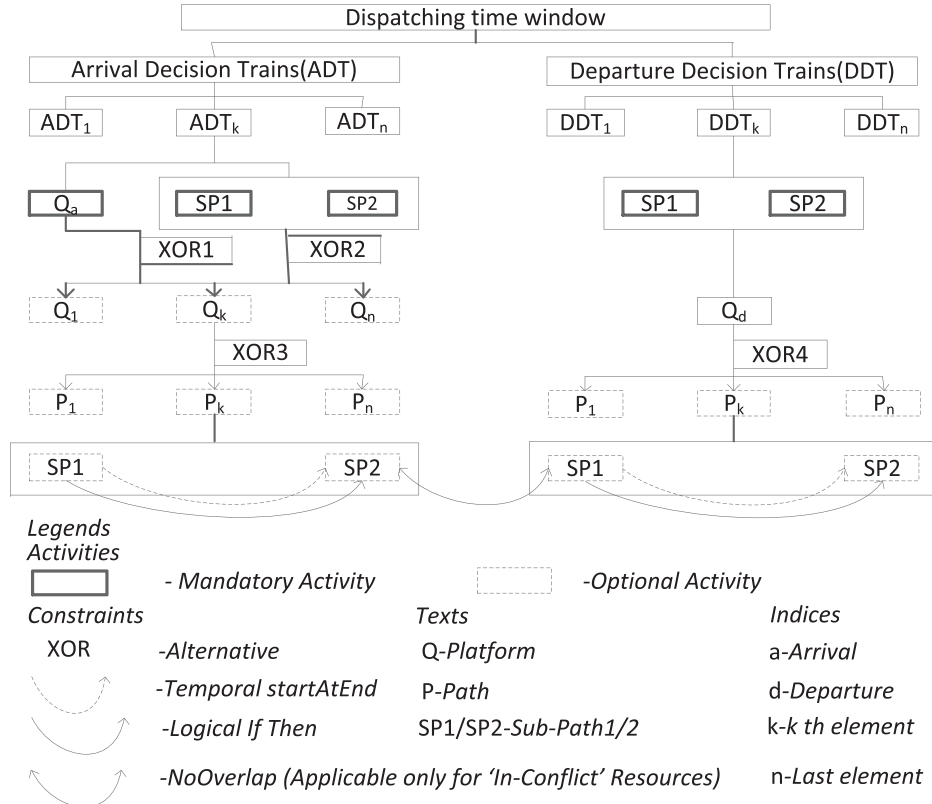 Dispatching time window
Arrival Decision Trains(ADT) Departure Decision Trains(DDT)
ADT1 ADTk ADTn DDT1 DDTk DDTn
Qa SP1 SP2 SP1 SP2
XOR1 XOR2
Q1 Qk Qn Qd
XOR3 XOR4
P1 Pk Pn P1 Pk Pn
SP1 SP2 SP1 SP2
Legends
Activities
- Mandatory Activity -Optional Activity
Constraints Texts Indices
XOR -Alternative Q-Platform a-Arrival
-Temporal startAtEnd P-Path d-Departure
-Logical If Then SP1/SP2-Sub-Path1/2 k-k th element
-NoOverlap (Applicable only for ‘In-Conflict’ Resources) n-Last element